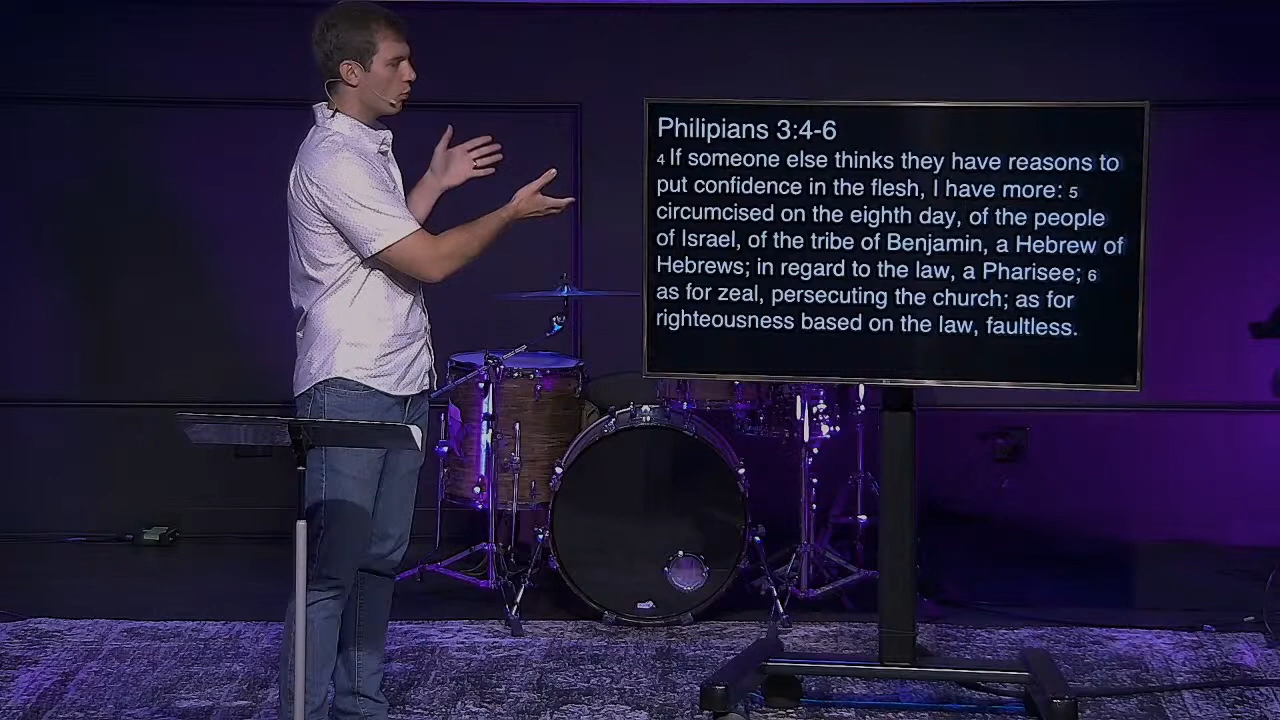 Philipians 3:4-6
4 If someone else thinks they have reasons to
put confidence in the flesh, I have more: 5
circumcised on the eighth day, of the people
of Israel, of the tribe of Benjamin, a Hebrew of
Hebrews; in regard to the law, a Pharisee; 6
as for zeal, persecuting the church; as for
righteousness based on the law, faultless.